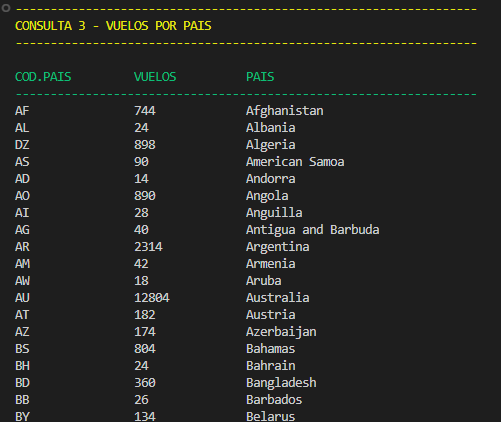 ------------------------------------------------------------------
CONSULTA 3 - VUELOS POR PAIS
------------------------------------------------------------------
COD.PAIS VUELOS PAIS
------------------------------------------------------------------
AF 744 Afghanistan
AL 24 Albania
DZ 898 Algeria
AS 90 American Samoa
AD 14 Andorra
AO 890 Angola
AI 28 Anguilla
AG 40 Antigua and Barbuda
AR 2314 Argentina
AM 42 Armenia
AW 18 Aruba
AU 12804 Australia
AT 182 Austria
AZ 174 Azerbaijan
BS 804 Bahamas
BH 24 Bahrain
BD 360 Bangladesh
BB 26 Barbados
BY 134 Belarus